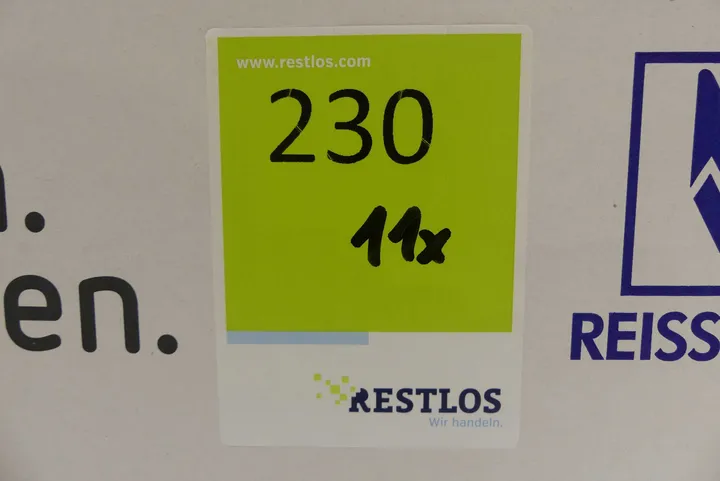 www.restlos.com
230
11x
RESTLOS
Wir handeln.
en.
REISS